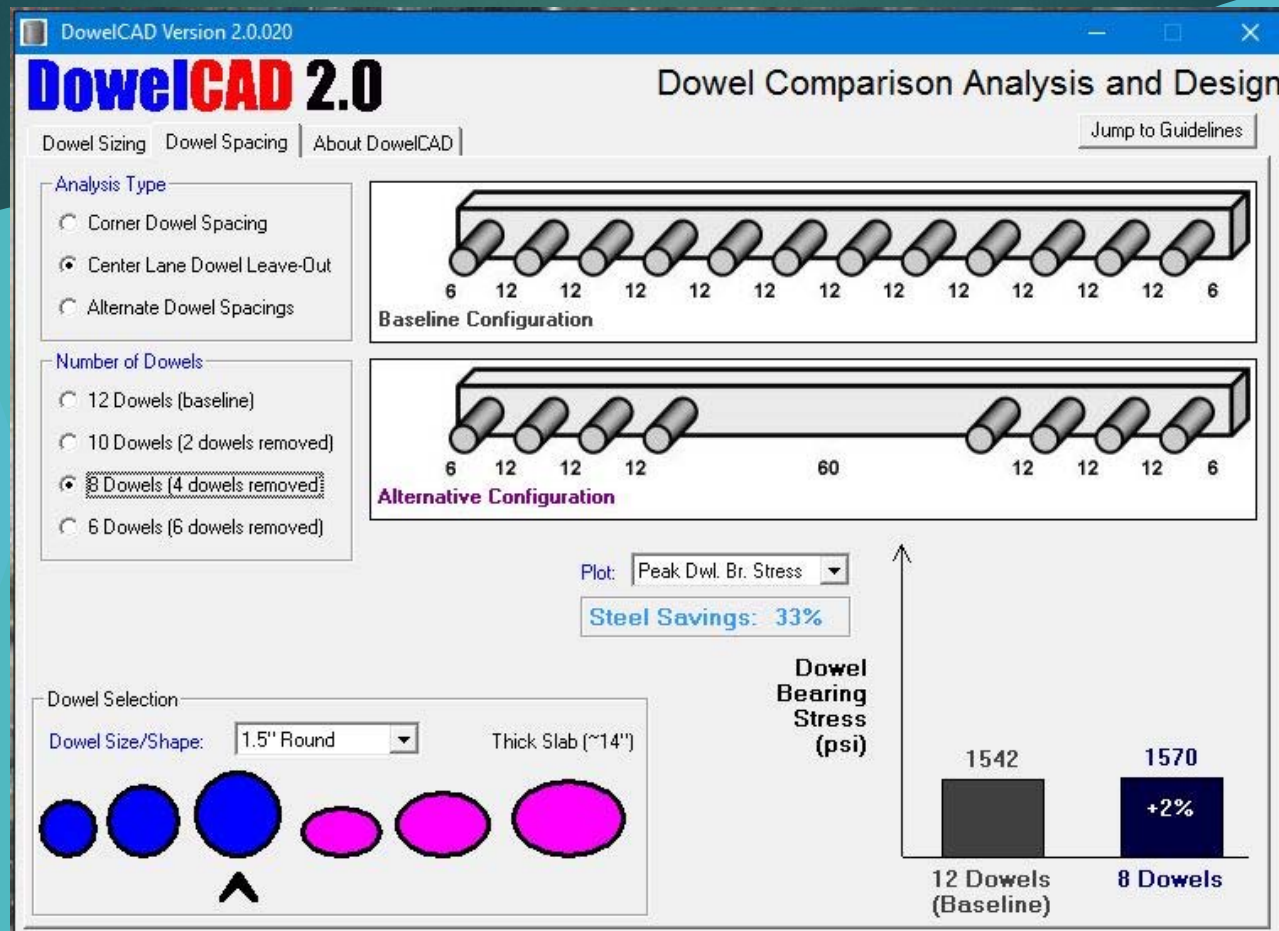 DowelCAD Version 2.0.020
DowelCAD 2.0
Dowel Comparison Analysis and Design
Jump to Guidelines
Dowel Sizing Dowel Spacing About DowelCAD
Analysis Type
Corner Dowel Spacing
Center Lane Dowel Leave-Out
Alternate Dowel Spacings
6 12 12 12 12 12 12 12 12 12 12 12 6
Baseline Configuration
Number of Dowels
12 Dowels (baseline)
10 Dowels (2 dowels removed)
8 Dowels (4 dowels removed
6 Dowels (6 dowels removed)
6 12 12 12 60 12 12 12 6
Alternative Configuration
Plot: Peak Dwl. Br. Stress
Steel Savings: 33%
Dowel Selection
Dowel Size/Shape: 1.5" Round Thick Slab (~14")
Dowel
Bearing
Stress
(psi)
1542 1570
+2%
12 Dowels 8 Dowels
(Baseline)